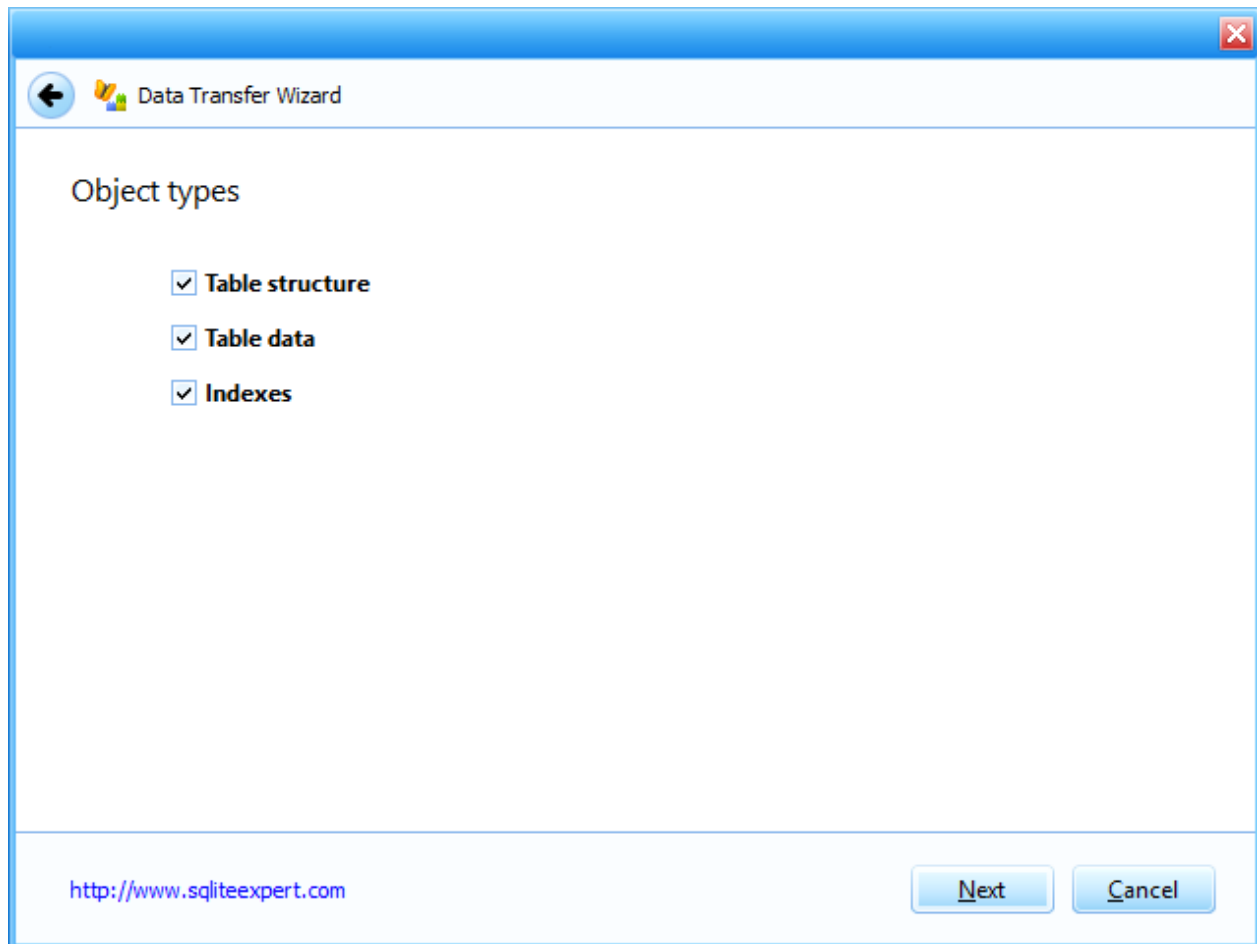 Data Transfer Wizard
Object types
Table structure
Table data
Indexes
http://www.sqliteexpert.com
Next
Cancel